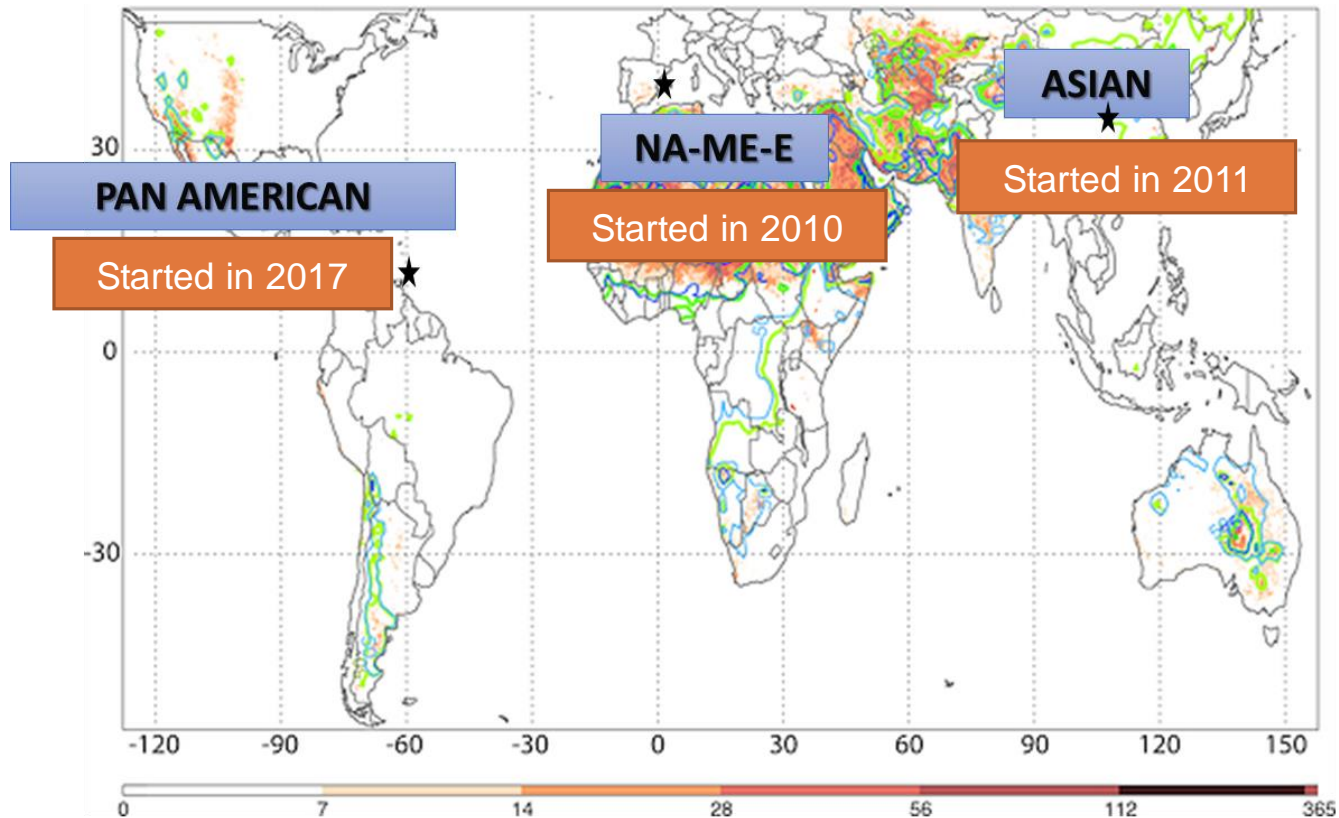 ASIAN
NA-ME-E
30
Started in 2011
PAN AMERICAN
Started in 2010
Started in 2017
50
0
-30
-120 -90 -60 -30 0 30 60 90 120 150
0 7 14 28 56 112 365